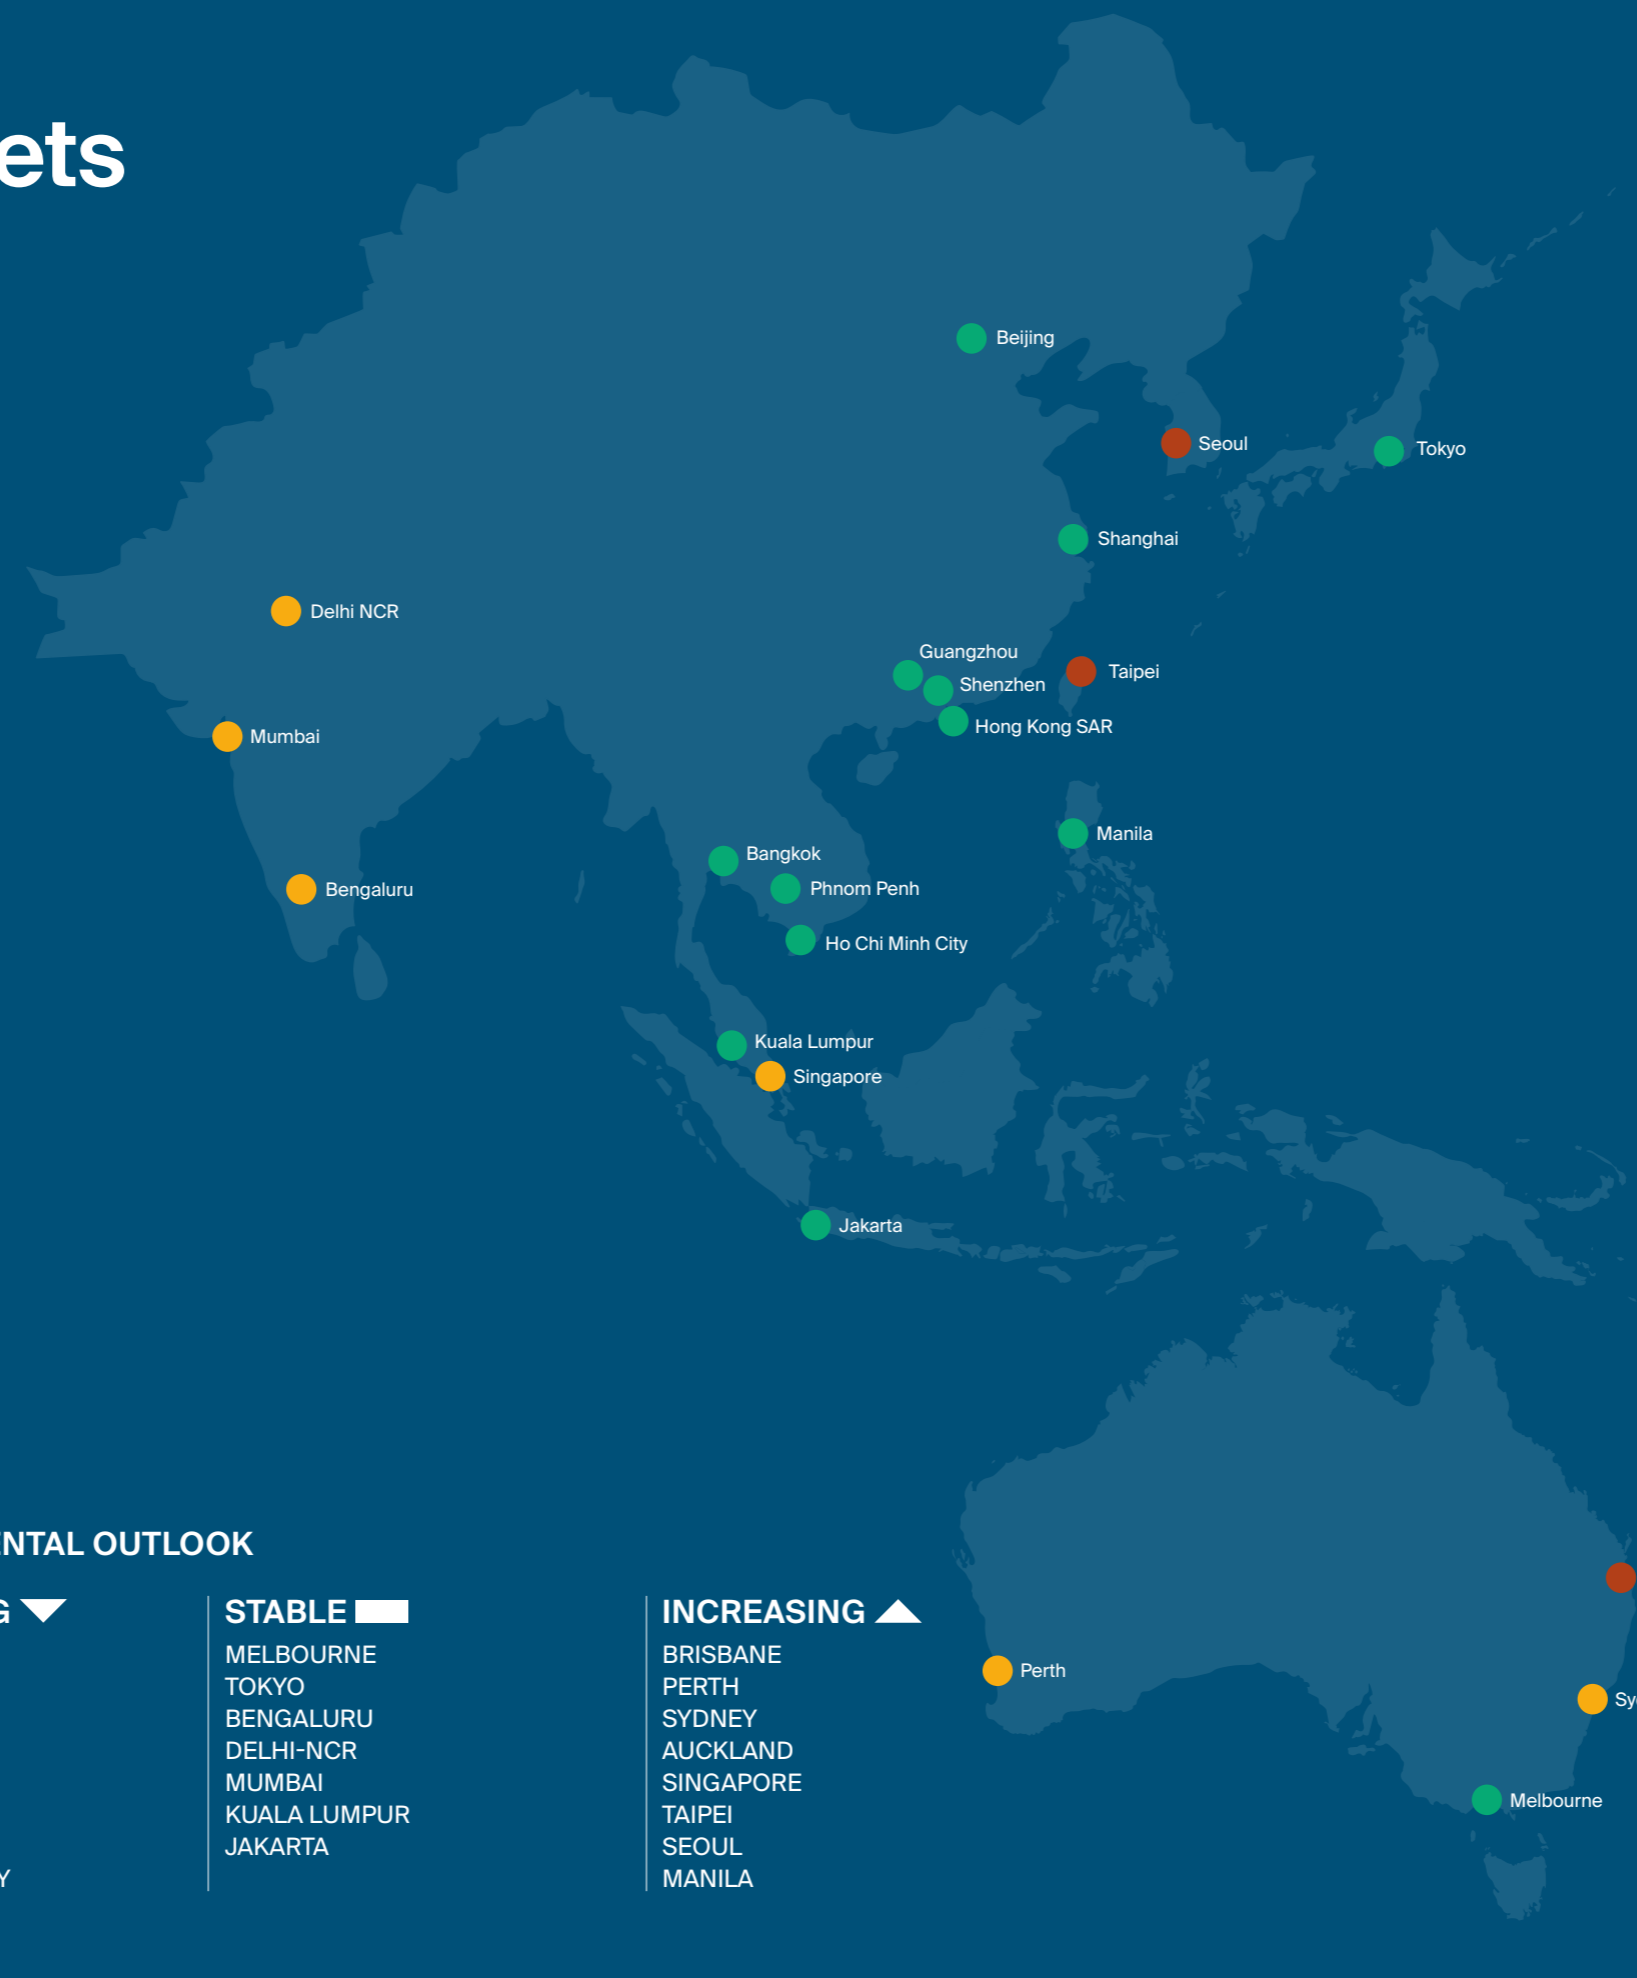 ets
Beijing
Seoul
Tokyo
Shanghai
Delhi NCR
Guangzhou
Taipei
Shenzhen
Hong Kong SAR
Mumbai
Manila
Bangkok
Phnom Penh
Bengaluru
Ho Chi Minh City
Kuala Lumpur
Singapore
Jakarta
Perth
Sy
Melbourne
ENTAL OUTLOOK
G
Y
STABLE
MELBOURNE
TOKYO
BENGALURU
DELHI-NCR
MUMBAI
KUALA LUMPUR
JAKARTA
INCREASING
BRISBANE
PERTH
SYDNEY
AUCKLAND
SINGAPORE
TAIPEI
SEOUL
MANILA